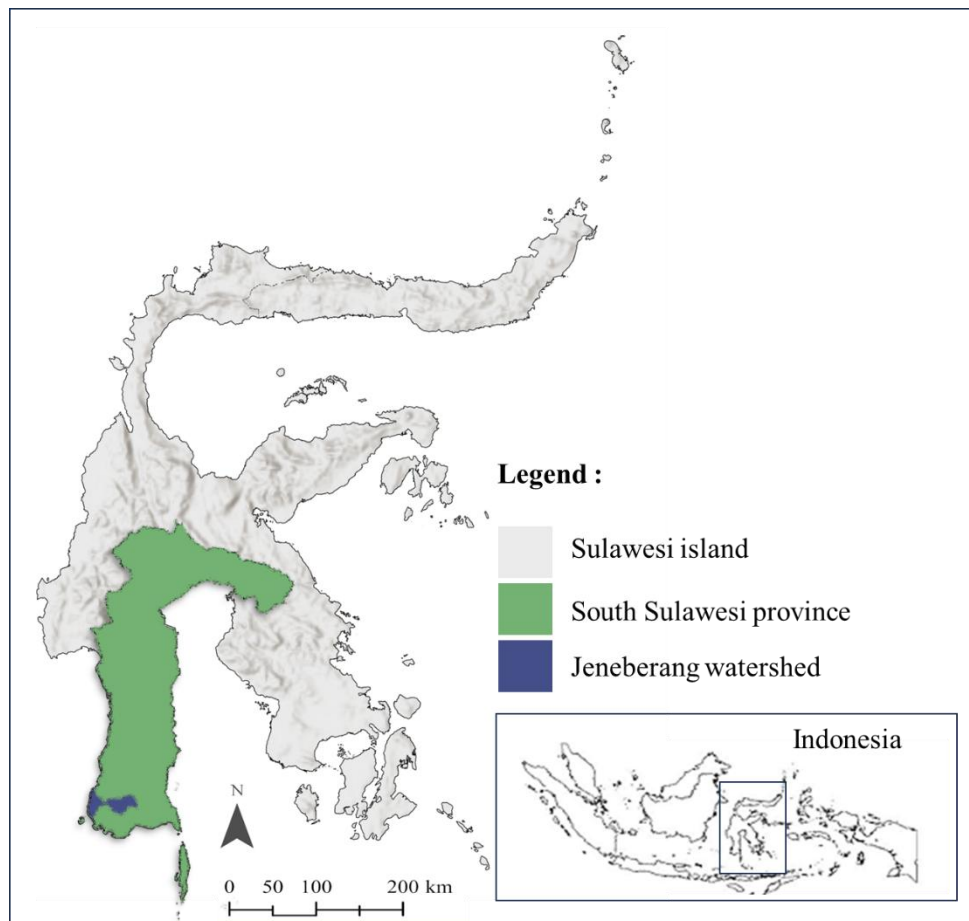 Legend :
Sulawesi island
South Sulawesi province
Jeneberang watershed
Indonesia
N
0 50 100 200 km